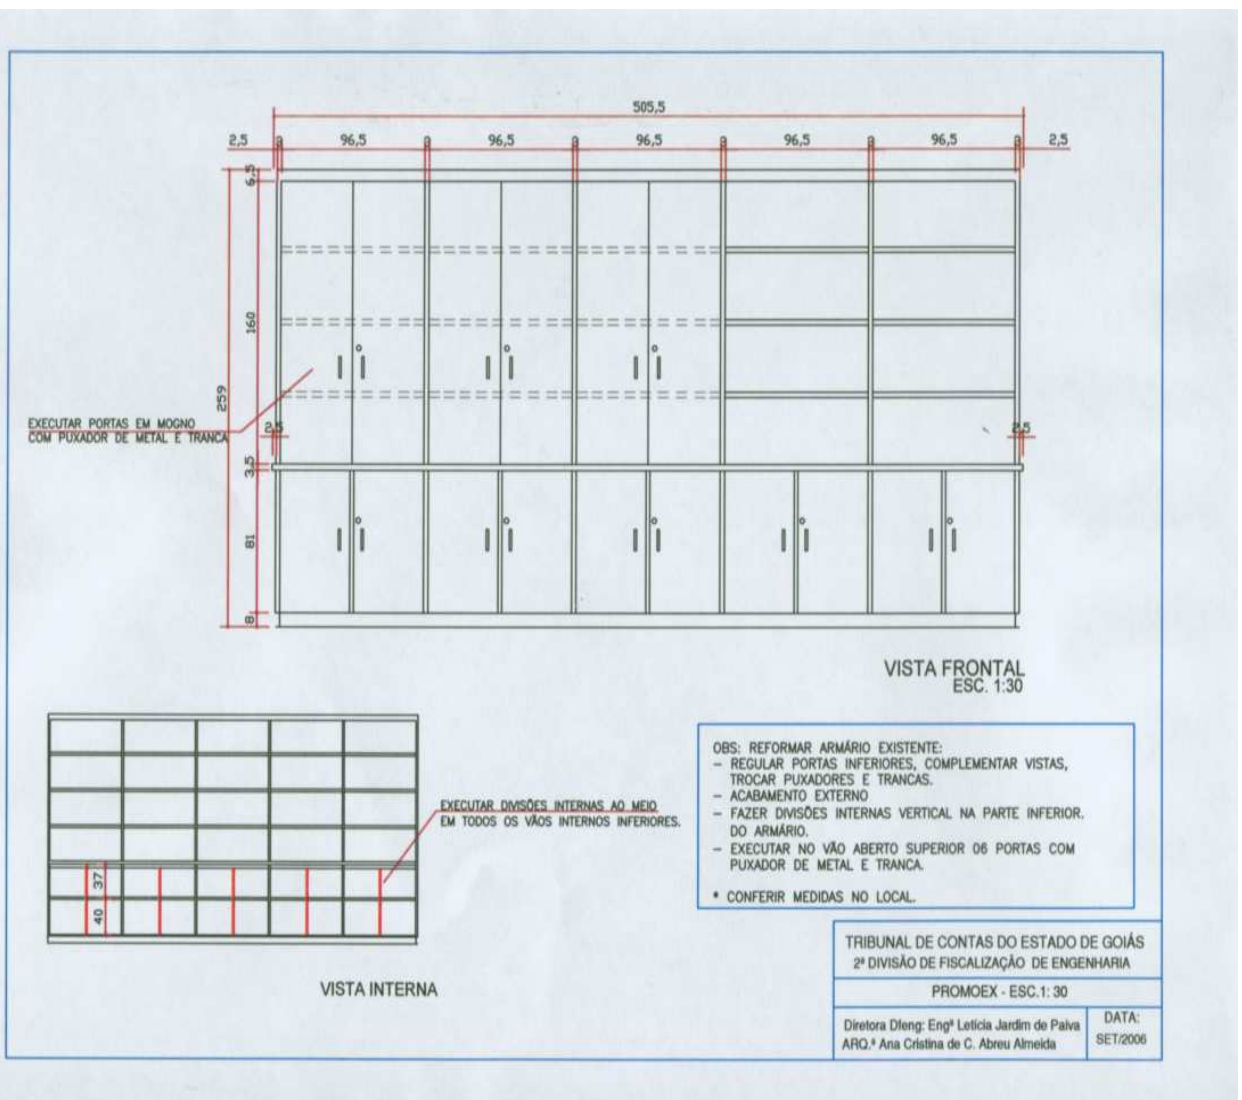 505,5
2,5 3 96,5 3 96,5 3 96,5 3 96,5 3 96,5 3 2,5
6,5
160
259
EXECUTAR PORTAS EM MOGNO
COM PUXADOR DE METAL E TRANCA
2,5 2,5
3,5
81
8
VISTA FRONTAL
ESC. 1:30
EXECUTAR DIVISÕES INTERNAS AO MEIO
EM TODOS OS VÃOS INTERNOS INFERIORES.
37
40
VISTA INTERNA
OBS: REFORMAR ARMÁRIO EXISTENTE:
– REGULAR PORTAS INFERIORES, COMPLEMENTAR VISTAS,
TROCAR PUXADORES E TRANCAS.
– ACABAMENTO EXTERNO
– FAZER DIVISÕES INTERNAS VERTICAL NA PARTE INFERIOR.
DO ARMÁRIO.
– EXECUTAR NO VÃO ABERTO SUPERIOR 06 PORTAS COM
PUXADOR DE METAL E TRANCA.
* CONFERIR MEDIDAS NO LOCAL.
TRIBUNAL DE CONTAS DO ESTADO DE GOIÁS
2ª DIVISÃO DE FISCALIZAÇÃO DE ENGENHARIA
PROMOEX - ESC.1: 30
Diretora Dfeng: Engª Letícia Jardim de Paiva
ARQ.ª Ana Cristina de C. Abreu Almeida
DATA:
SET/2006